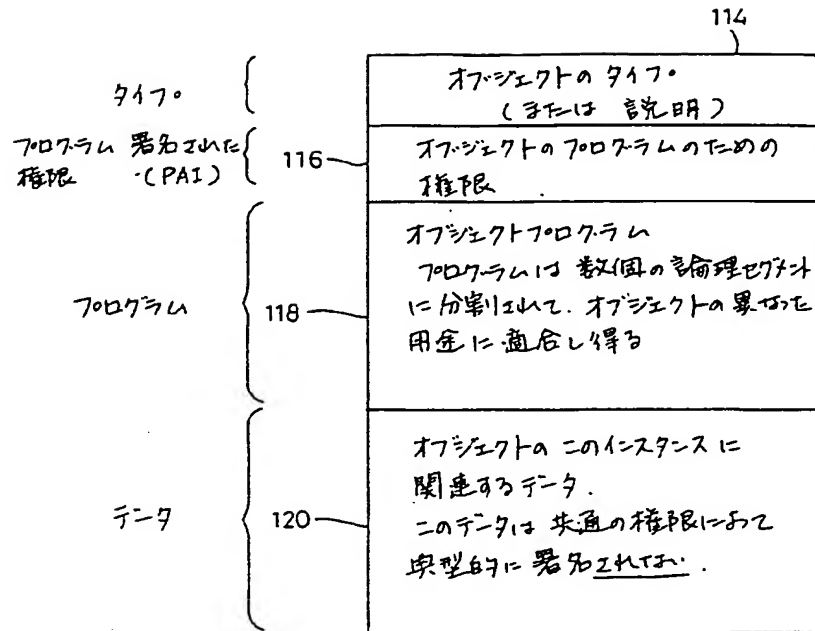 114
タイプ
オブジェクトの タイプ
(または 説明)
プログラム 署名された
権限 (PAI)
116
オブジェクトのプログラムのための
権限
プログラム
118
オブジェクトプログラム
プログラムは 数個の論理セグメント
に分割されて、オブジェクトの異なった
用途に適合し得る
データ
120
オブジェクトの このインスタンスに
関連するデータ.
このデータは 共通の権限によって
典型的に 署名されてない.